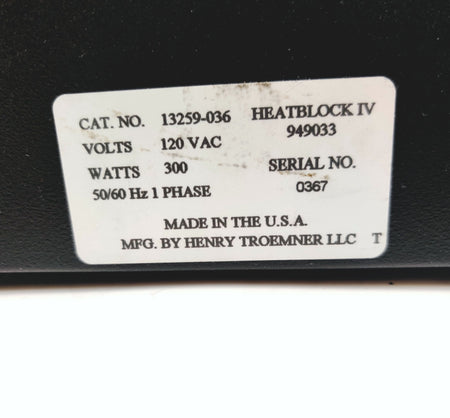 CAT. NO. 13259-036 HEATBLOCK IV
949033
VOLTS 120 VAC
WATTS 300 SERIAL NO.
50/60 Hz 1 PHASE 0367
MADE IN THE U.S.A.
MFG. BY HENRY TROEMNER LLC T